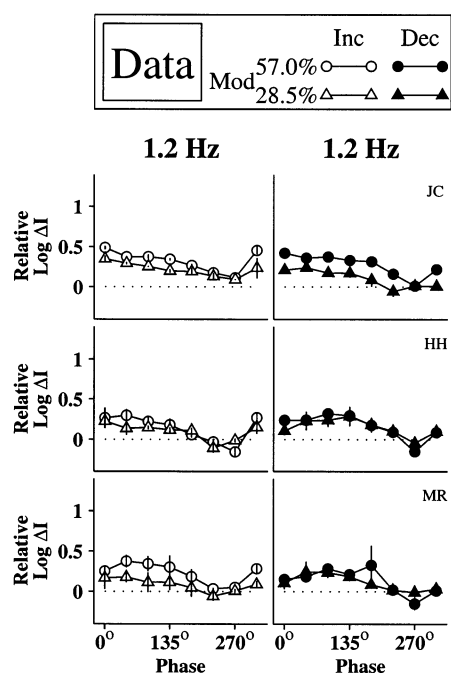 Data
Inc Dec
Mod 57.0%
28.5%
1.2 Hz 1.2 Hz
JC
Relative
Log ΔI
1
0.5
0
HH
Relative
Log ΔI
1
0.5
0
MR
Relative
Log ΔI
1
0.5
0
0° 135° 270° 0° 135° 270°
Phase Phase